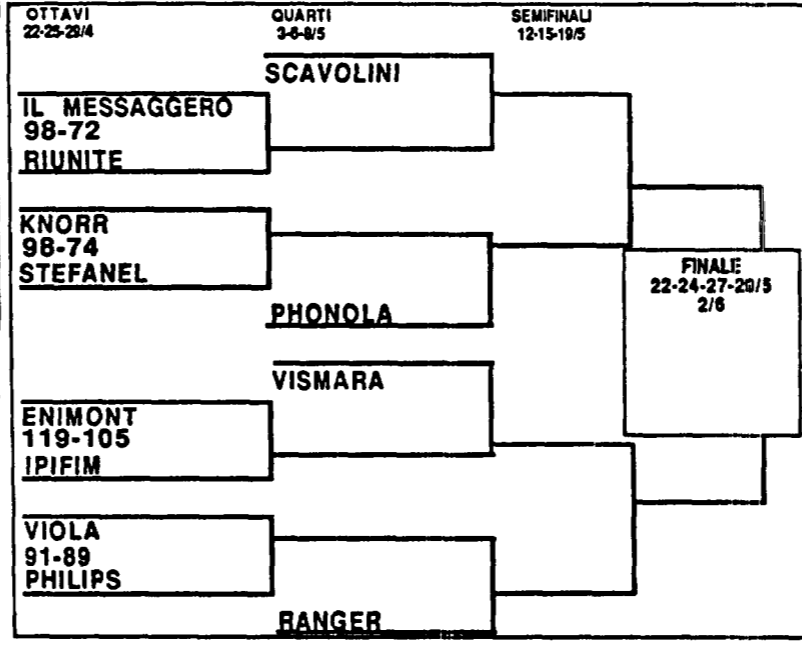 OTTAVI
22-25-29/4
QUARTI
3-6-8/5
SEMIFINALI
12-15-19/5
SCAVOLINI
IL MESSAGGERO
98-72
RIUNITE
KNORR
98-74
STEFANEL
PHONOLA
FINALE
22-24-27-29/5
2/6
VISMARA
ENIMONT
119-105
IPIFIM
VIOLA
91-89
PHILIPS
RANGER